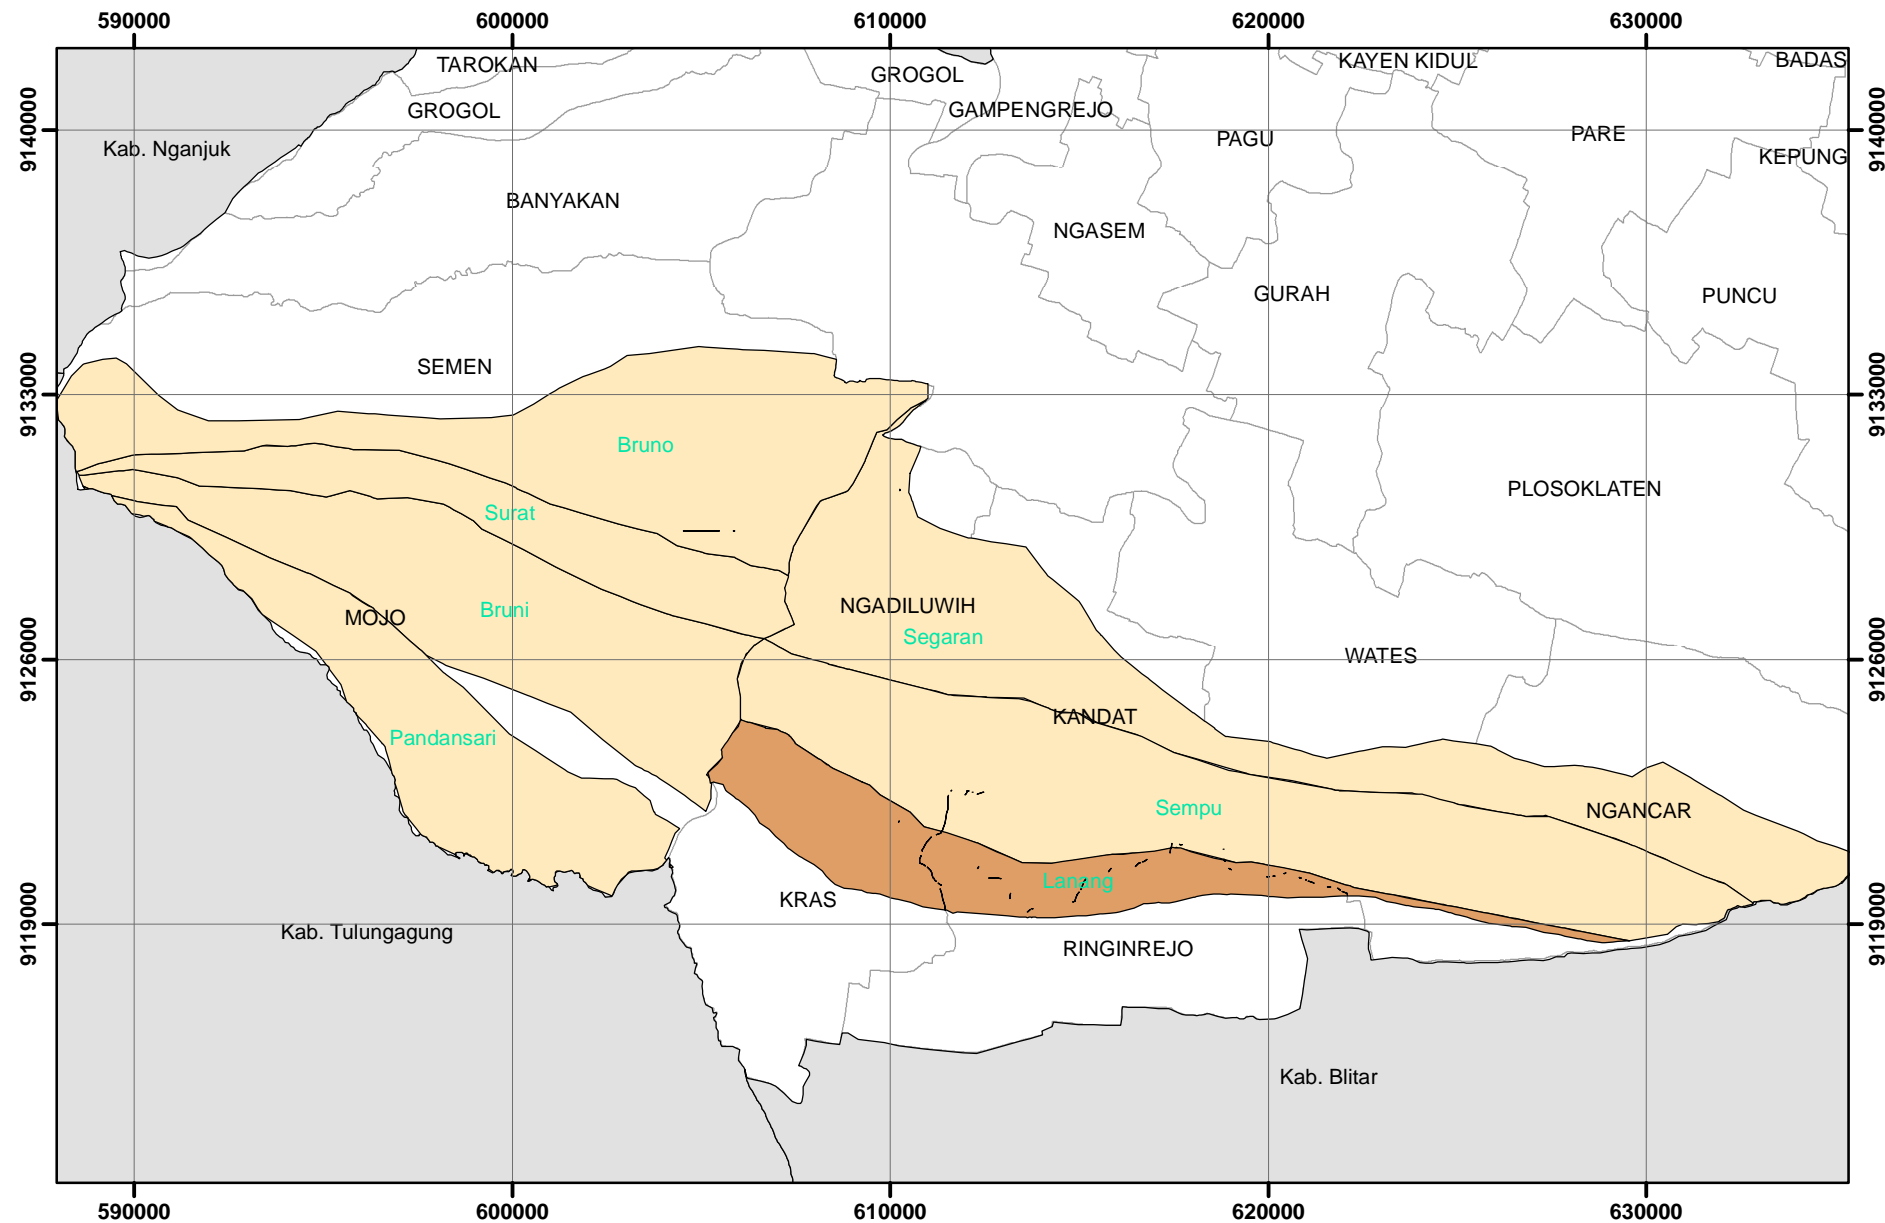 590000 600000 610000 620000 630000
TAROKAN
KAYEN KIDUL
BADAS
GROGOL
GROGOL
GAMPENGREJO
9140000
9140000
PAGU
PARE
Kab. Nganjuk
KEPUNG
BANYAKAN
NGASEM
GURAH
PUNCU
SEMEN
9133000
9133000
Bruno
PLOSOKLATEN
Surat
NGADILUWIH
Bruni
MOJO
Segaran
WATES
9126000
9126000
KANDAT
Pandansari
Sempu
NGANCAR
Lanang
KRAS
9119000
9119000
Kab. Tulungagung
RINGINREJO
Kab. Blitar
590000 600000 610000 620000 630000